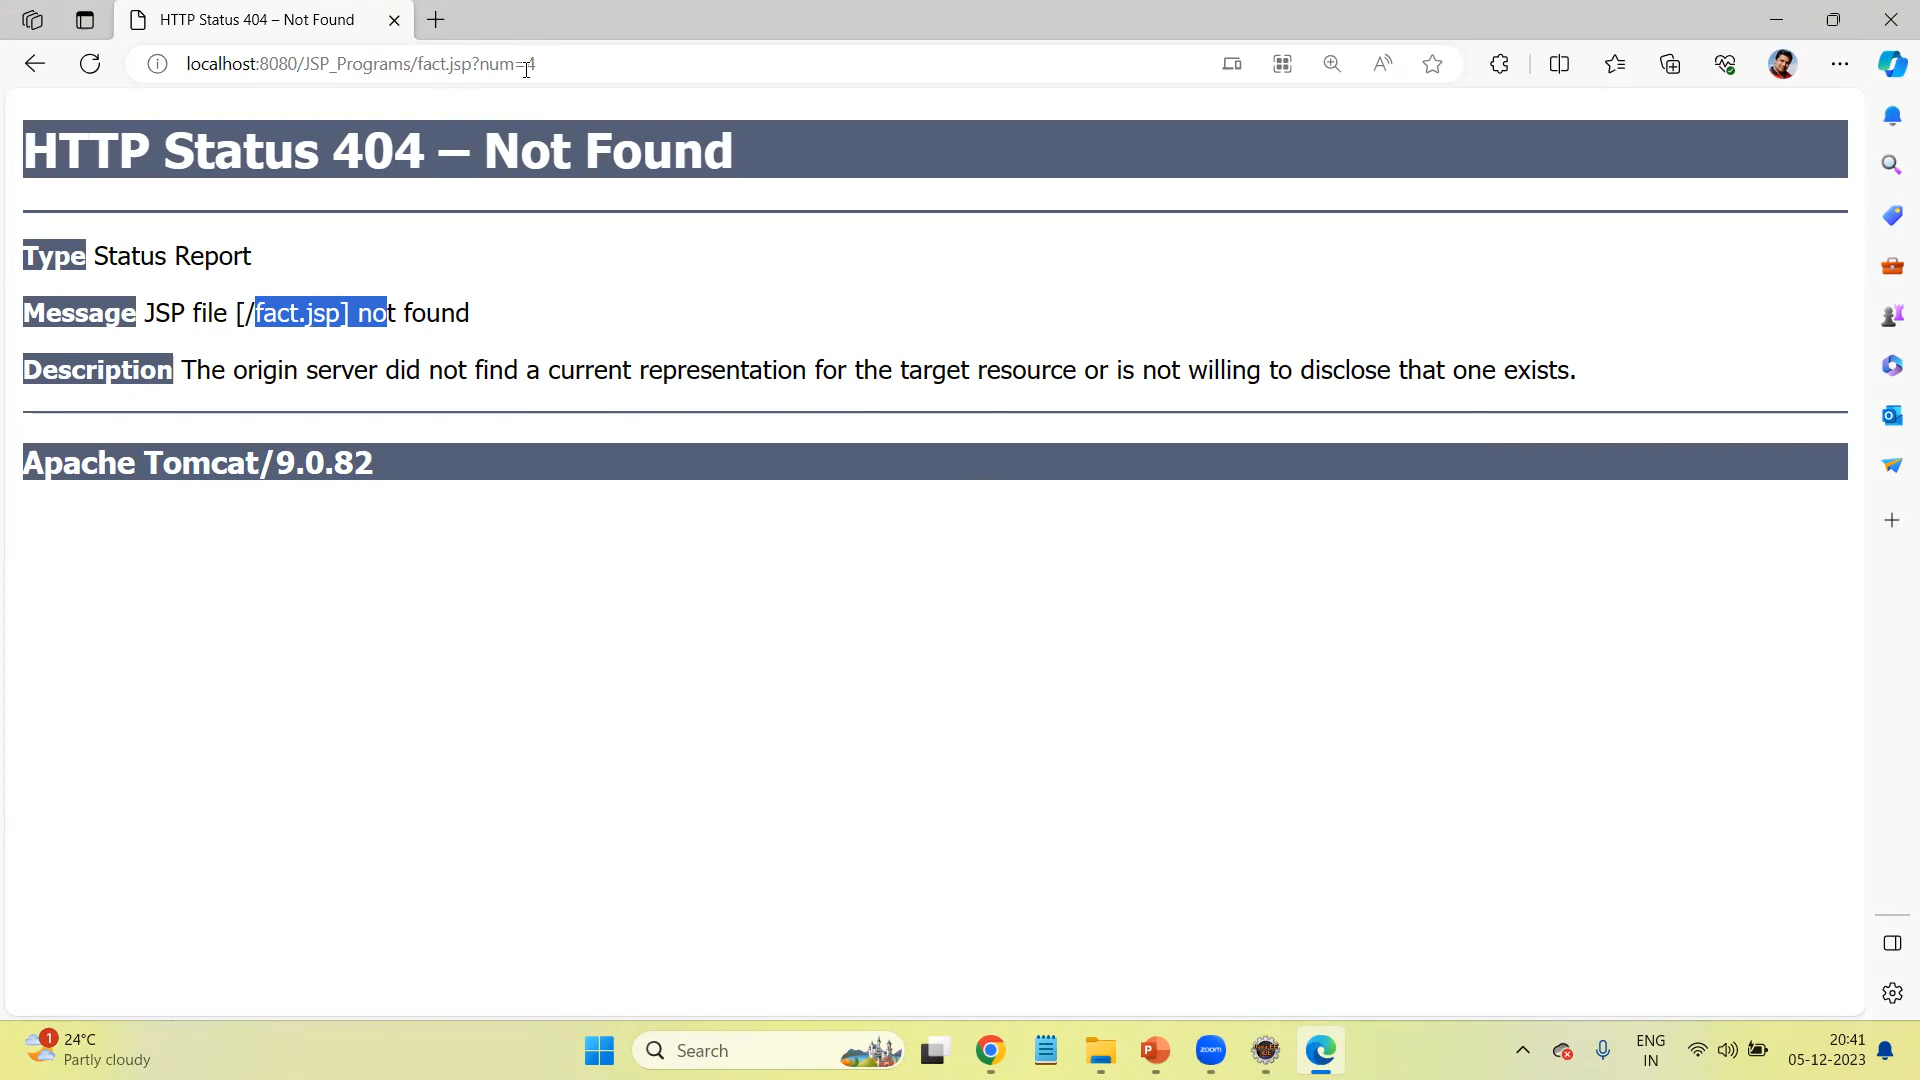 HTTP Status 404 – Not Found
localhost:8080/JSP_Programs/fact.jsp?num=4
HTTP Status 404 – Not Found
Type Status Report
Message JSP file [/fact.jsp] not found
Description The origin server did not find a current representation for the target resource or is not willing to disclose that one exists.
Apache Tomcat/9.0.82
1
24°C
Partly cloudy
Search
zoom
ENG
IN
20:41
05-12-2023